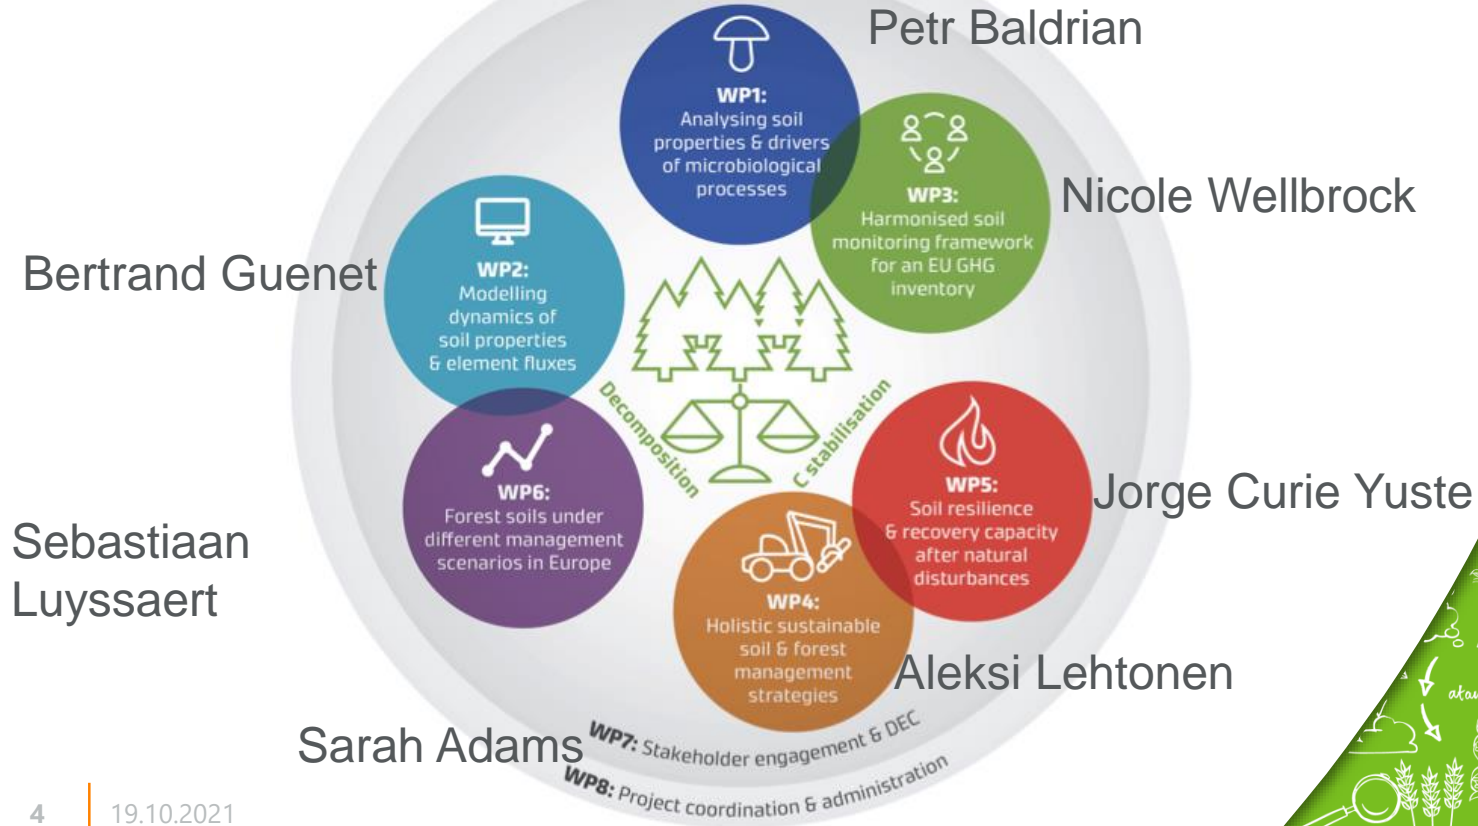 Petr Baldrian
WP1:
Analysing soil
properties & drivers
of microbiological
processes
WP3:
Harmonised soil
monitoring framework
for an EU GHG
inventory
Nicole Wellbrock
Bertrand Guenet
WP2:
Modelling
dynamics of
soil properties
& element fluxes
Decomposition
C stabilisation
WP6:
Forest soils under
different management
scenarios in Europe
Sebastiaan
Luyssaert
WP5:
Soil resilience
& recovery capacity
after natural
disturbances
Jorge Curie Yuste
WP4:
Holistic sustainable
soil & forest
management
strategies
Aleksi Lehtonen
Sarah Adams
WP7: Stakeholder engagement & DEC
WP8: Project coordination & administration
4
19.10.2021